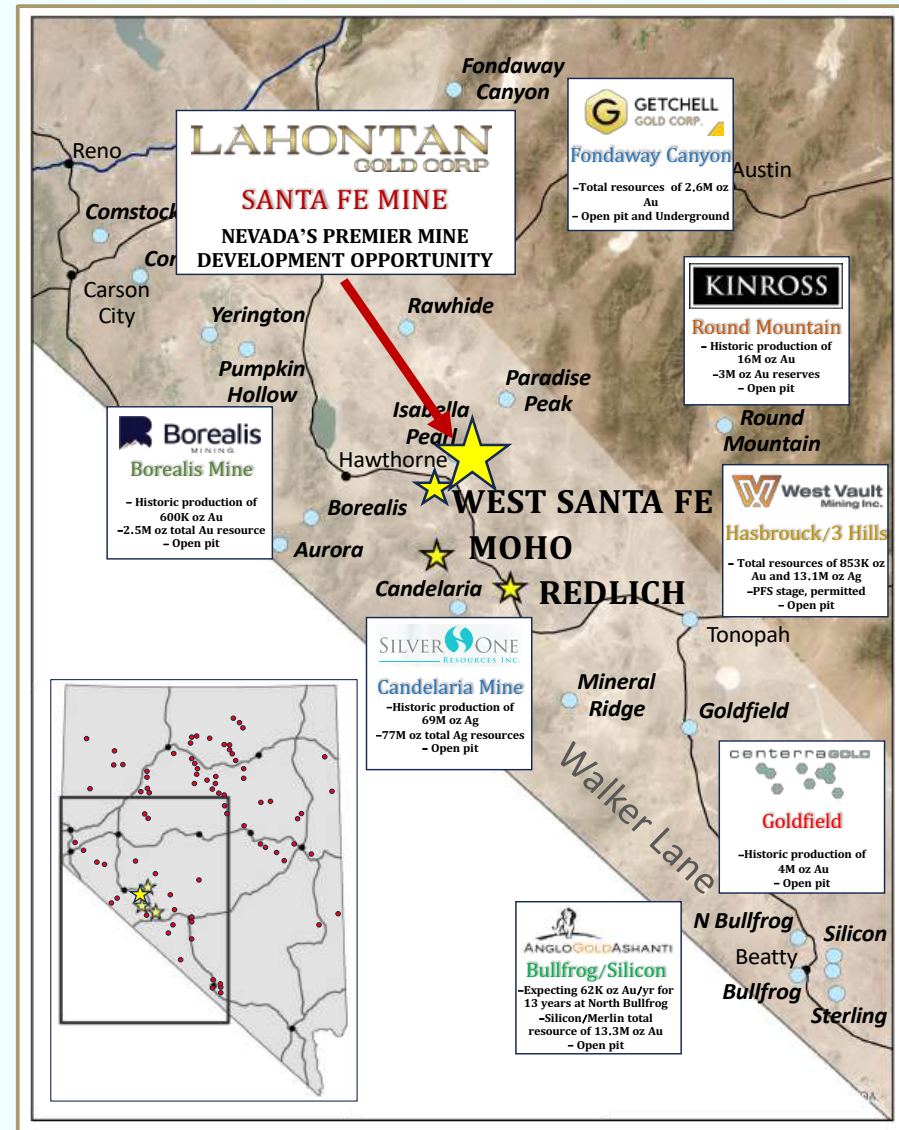 Fondaway
Canyon
GETCHELL
GOLD CORP.
Fondaway Canyon
–Total resources of 2.6M oz
Au
– Open pit and Underground
Austin
LAHONTAN
GOLD CORP
SANTA FE MINE
NEVADA'S PREMIER MINE
DEVELOPMENT OPPORTUNITY
Reno
Comstock
Carson
City
Yerington
Pumpkin
Hollow
Rawhide
KINROSS
Round Mountain
– Historic production of
16M oz Au
–3M oz Au reserves
– Open pit
Round
Mountain
Paradise
Peak
Isabella
Pearl
Hawthorne
Borealis
MINING
Borealis Mine
– Historic production of
600K oz Au
–2.5M oz total Au resource
– Open pit
Borealis
Aurora
WEST SANTA FE
MOHO
REDLICH
Candelaria
West Vault
Mining Inc.
Hasbrouck/3 Hills
– Total resources of 853K oz
Au and 13.1M oz Ag
–PFS stage, permitted
– Open pit
Tonopah
SILVER ONE
RESOURCES INC.
Candelaria Mine
–Historic production of
69M oz Ag
–77M oz total Ag resources
– Open pit
Mineral
Ridge
Goldfield
Walker Lane
centerraGOLD
Goldfield
–Historic production of
4M oz Au
– Open pit
ANGLOGOLDASHANTI
Bullfrog/Silicon
–Expecting 62K oz Au/yr for
13 years at North Bullfrog
–Silicon/Merlin total
resource of 13.3M oz Au
– Open pit
N Bullfrog
Silicon
Beatty
Bullfrog
Sterling